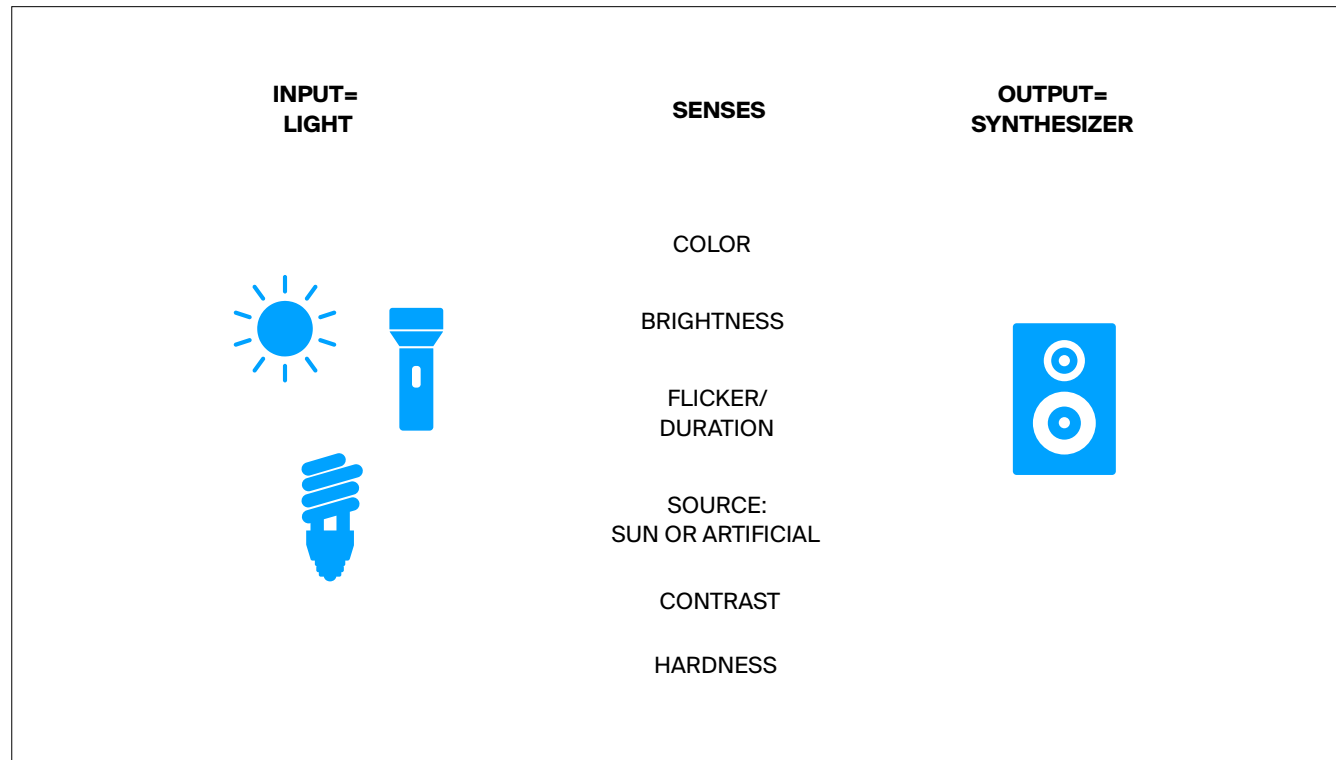 INPUT=
LIGHT
SENSES
OUTPUT=
SYNTHESIZER
COLOR
BRIGHTNESS
FLICKER/
DURATION
SOURCE:
SUN OR ARTIFICIAL
CONTRAST
HARDNESS